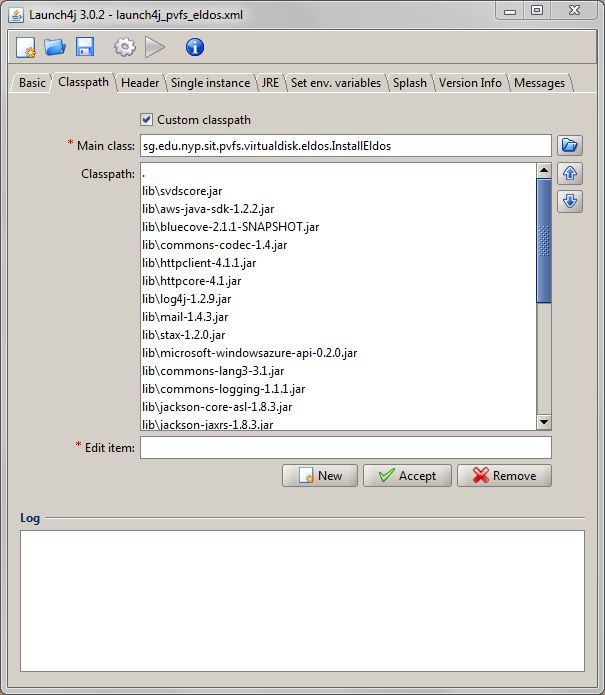 Launch4j 3.0.2 - launch4j_pvfs_eldos.xml
Basic Classpath Header Single instance JRE Set env. variables Splash Version Info Messages
Custom classpath
* Main class: sg.edu.nyp.sit.pvfs.virtualdisk.eldos.InstallEldos
Classpath: .
lib\svdscore.jar
lib\aws-java-sdk-1.2.2.jar
lib\bluecove-2.1.1-SNAPSHOT.jar
lib\commons-codec-1.4.jar
lib\httpclient-4.1.1.jar
lib\httpcore-4.1.jar
lib\log4j-1.2.9.jar
lib\mail-1.4.3.jar
lib\stax-1.2.0.jar
lib\microsoft-windowsazure-api-0.2.0.jar
lib\commons-lang3-3.1.jar
lib\commons-logging-1.1.1.jar
lib\jackson-core-asl-1.8.3.jar
lib\jackson-jaxrs-1.8.3.jar
* Edit item:
New Accept Remove
Log